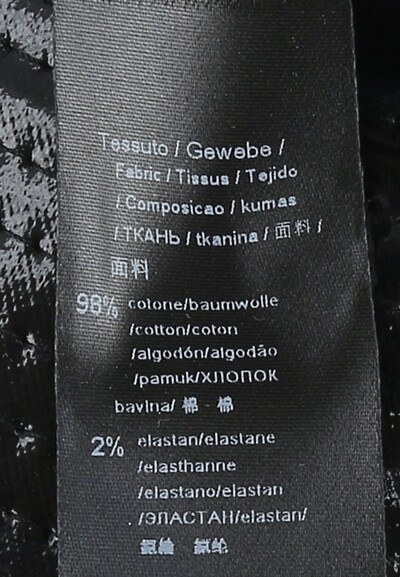 Tessuto / Gewebe /
Fabric / Tissus / Tejido
/ Composicao / kumas
/ ТКАНЬ / tkanina / 面料 /
面料
98% cotone/baumwolle
/cotton/coton
/algodón/algodão
/pamuk/ХЛОПОК
bavlna/ 棉 棉
2% elastan/elastane
/elasthanne
/elastano/elastan
/ЭЛАСТАН/elastan/